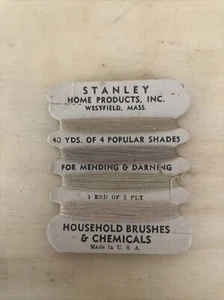 STANLEY
HOME PRODUCTS, INC.
WESTFIELD, MASS
40 YDS. OF 4 POPULAR SHADES
FOR MENDING & DARNING
1 END OF 2 PLY
HOUSEHOLD BRUSHES
& CHEMICALS
Made in U. S. A.